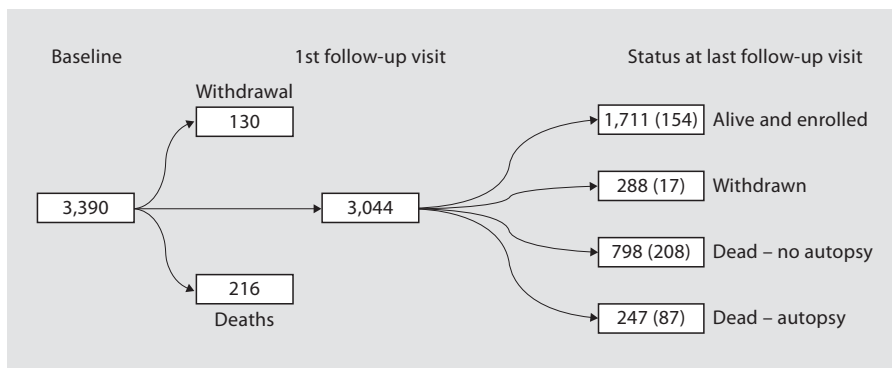 Baseline
1st follow-up visit
Status at last follow-up visit
Withdrawal
130
3,390
216
Deaths
3,044
1,711 (154) Alive and enrolled
288 (17) Withdrawn
798 (208) Dead – no autopsy
247 (87) Dead – autopsy